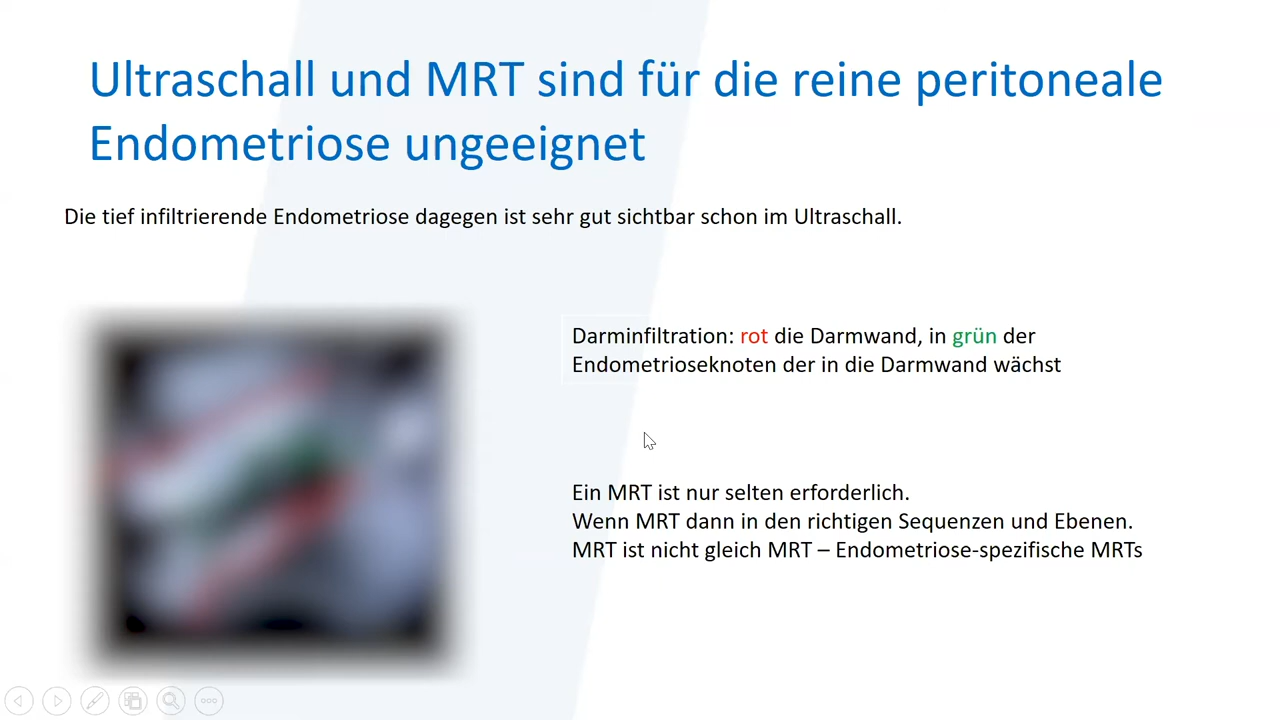 Ultraschall und MRT sind für die reine peritoneale
Endometriose ungeeignet
Die tief infiltrierende Endometriose dagegen ist sehr gut sichtbar schon im Ultraschall.
Darminfiltration: rot die Darmwand, in grün der
Endometrioseknoten der in die Darmwand wächst
Ein MRT ist nur selten erforderlich.
Wenn MRT dann in den richtigen Sequenzen und Ebenen.
MRT ist nicht gleich MRT – Endometriose-spezifische MRTs